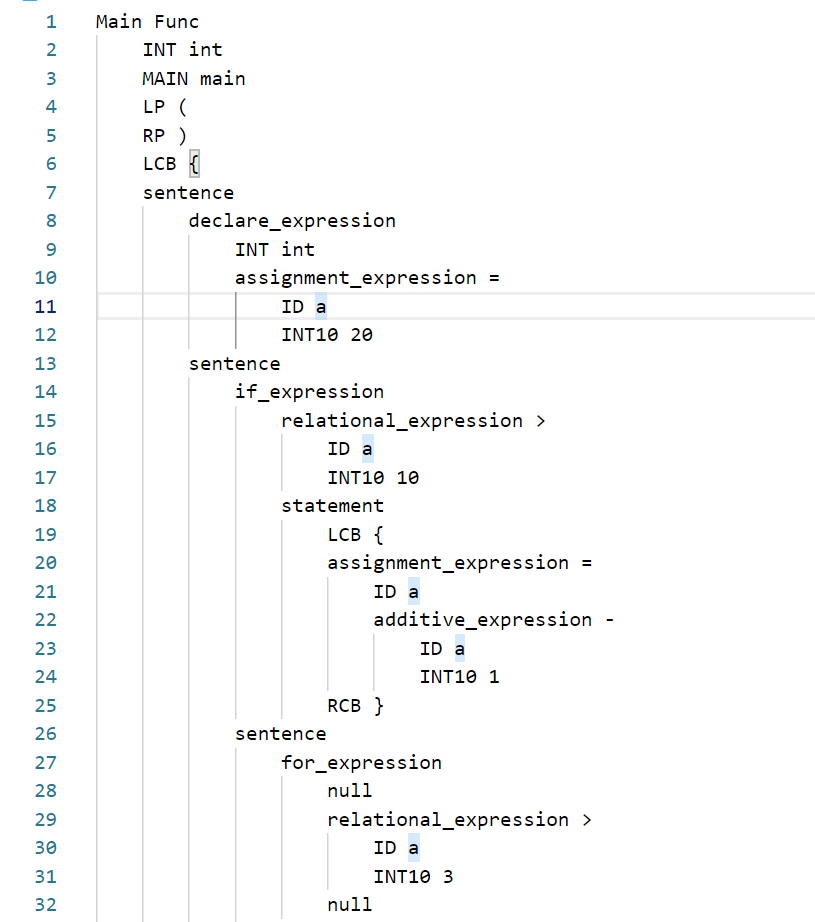 1 Main Func
2 INT int
3 MAIN main
4 LP (
5 RP )
6 LCB {
7 sentence
8 declare_expression
9 INT int
10 assignment_expression =
11 ID a
12 INT10 20
13 sentence
14 if_expression
15 relational_expression >
16 ID a
17 INT10 10
18 statement
19 LCB {
20 assignment_expression =
21 ID a
22 additive_expression -
23 ID a
24 INT10 1
25 RCB }
26 sentence
27 for_expression
28 null
29 relational_expression >
30 ID a
31 INT10 3
32 null